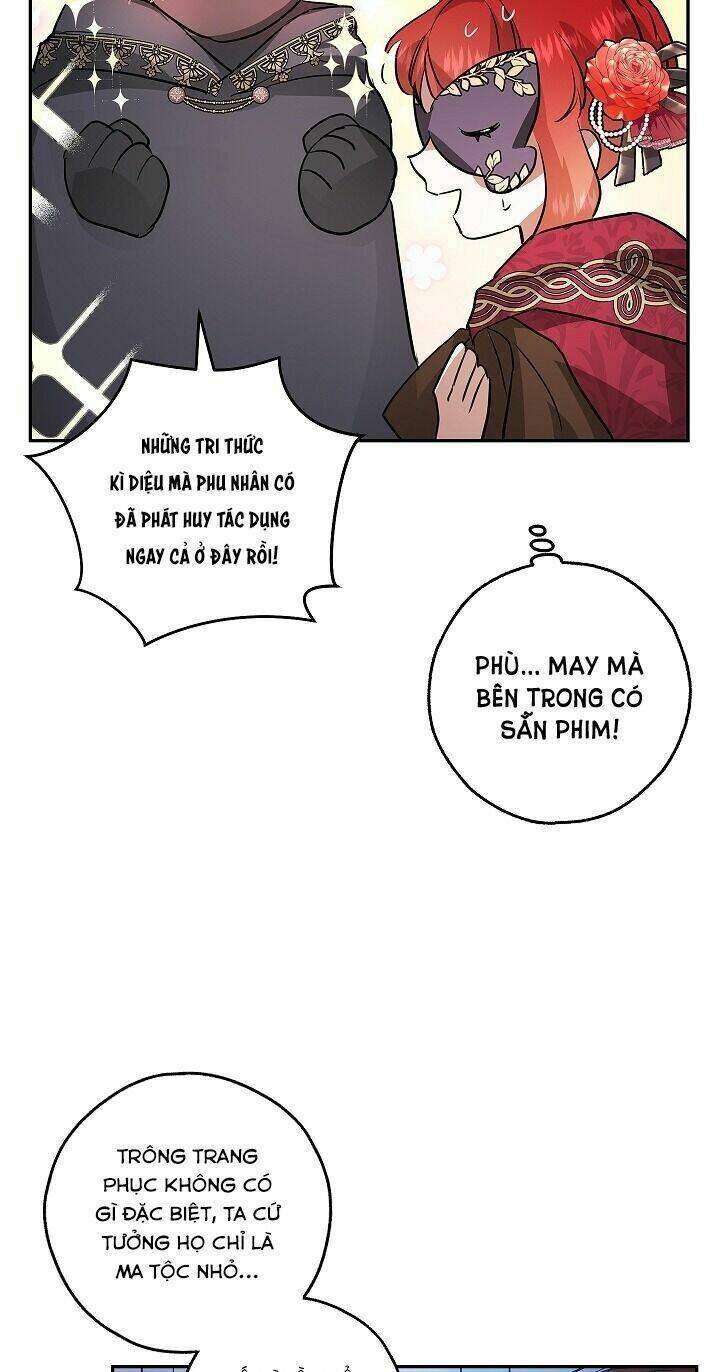 NHỮNG TRI THỨC
KÌ DIỆU MÀ PHU NHÂN CÓ
ĐÃ PHÁT HUY TÁC DỤNG
NGAY CẢ Ở ĐÂY RỒI!
PHÙ... MAY MÀ
BÊN TRONG CÓ
SẴN PHIM!
TRÔNG TRANG
PHỤC KHÔNG CÓ
GÌ ĐẶC BIỆT, TA CỨ
TƯỞNG HỌ CHỈ LÀ
MA TỘC NHỎ...